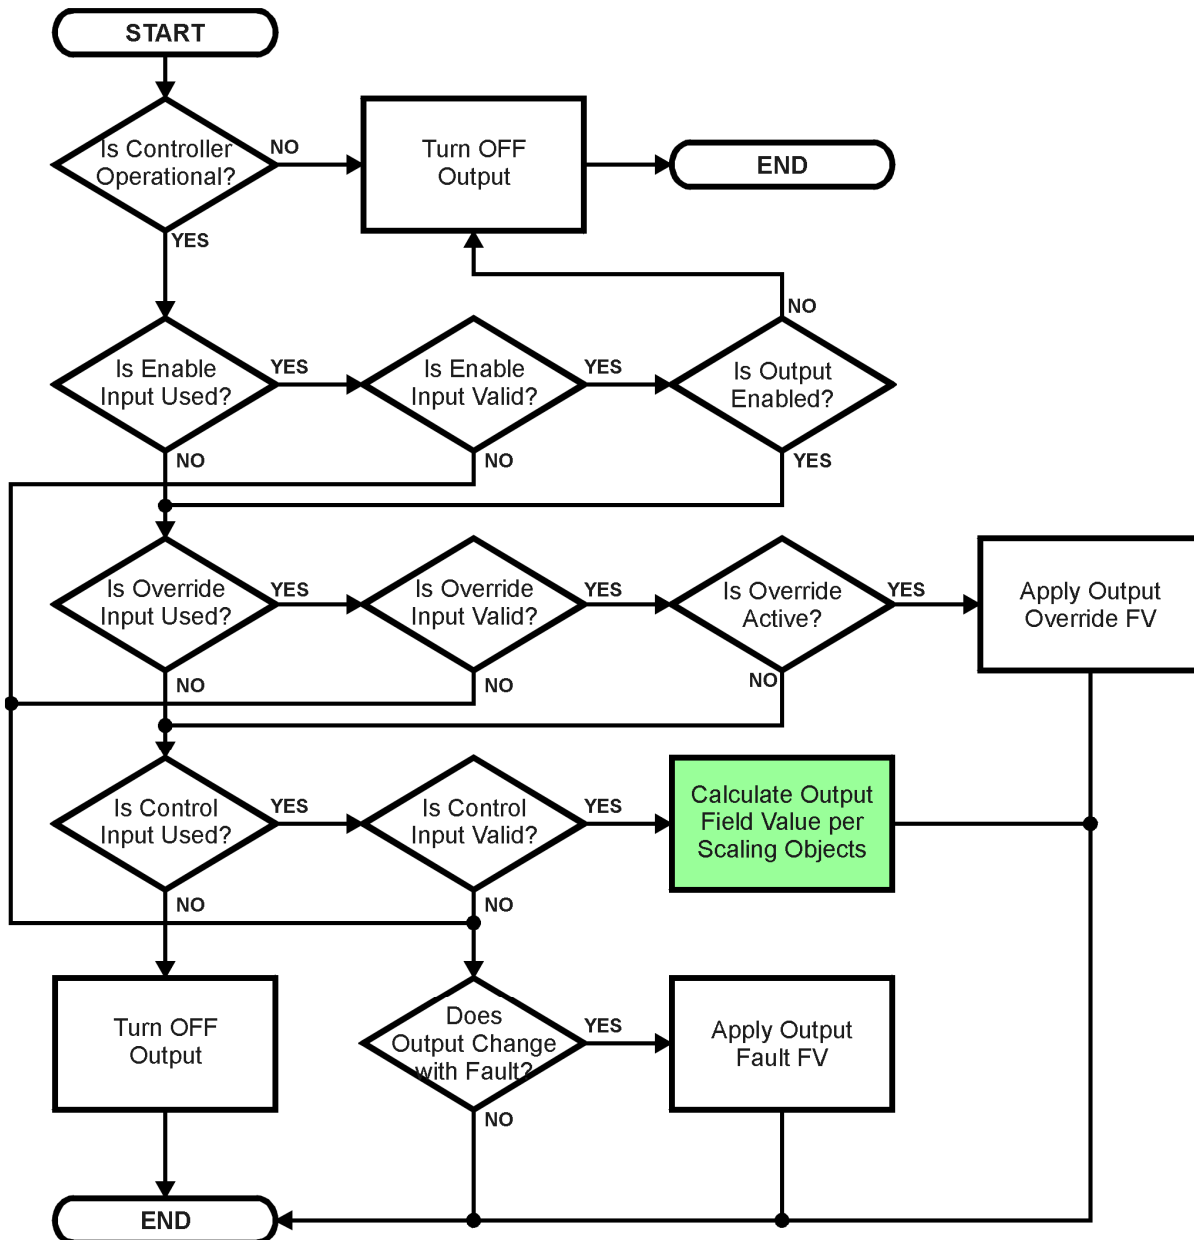 START
Is Controller
Operational?
NO
Turn OFF
Output
END
YES
NO
Is Enable
Input Used?
YES
Is Enable
Input Valid?
YES
Is Output
Enabled?
NO
NO
YES
Is Override
Input Used?
YES
Is Override
Input Valid?
YES
Is Override
Active?
YES
Apply Output
Override FV
NO
NO
NO
Is Control
Input Used?
YES
Is Control
Input Valid?
YES
Calculate Output
Field Value per
Scaling Objects
NO
NO
Turn OFF
Output
Does
Output Change
with Fault?
YES
Apply Output
Fault FV
NO
END